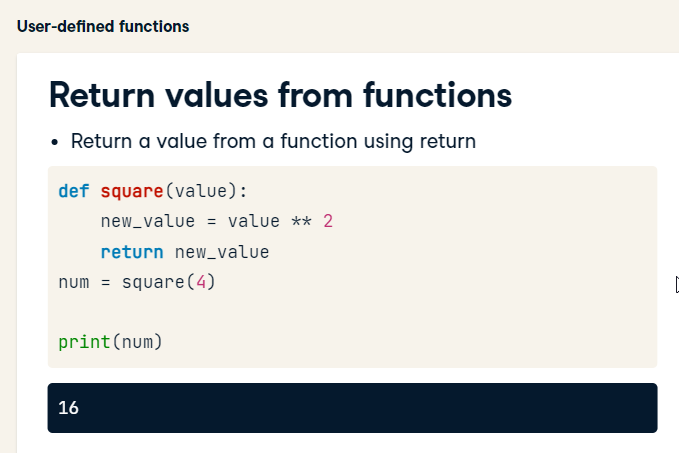 User-defined functions
Return values from functions
• Return a value from a function using return
def square(value):
    new_value = value ** 2
    return new_value
num = square(4)
print(num)
16